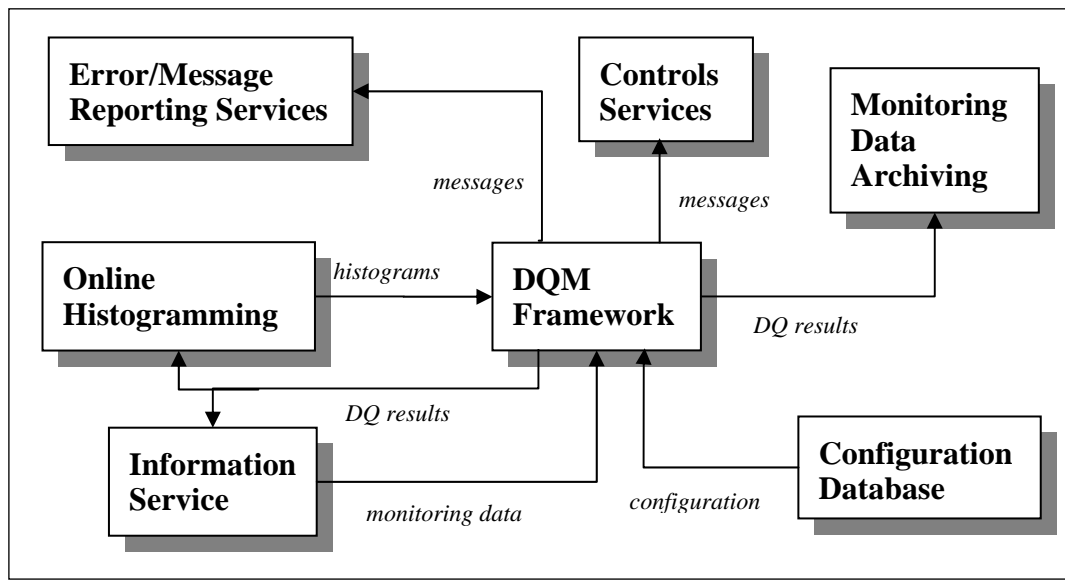 Error/Message
Reporting Services
Controls
Services
Monitoring
Data
Archiving
messages
messages
Online
Histogramming
histograms
DQM
Framework
DQ results
DQ results
Information
Service
monitoring data
configuration
Configuration
Database